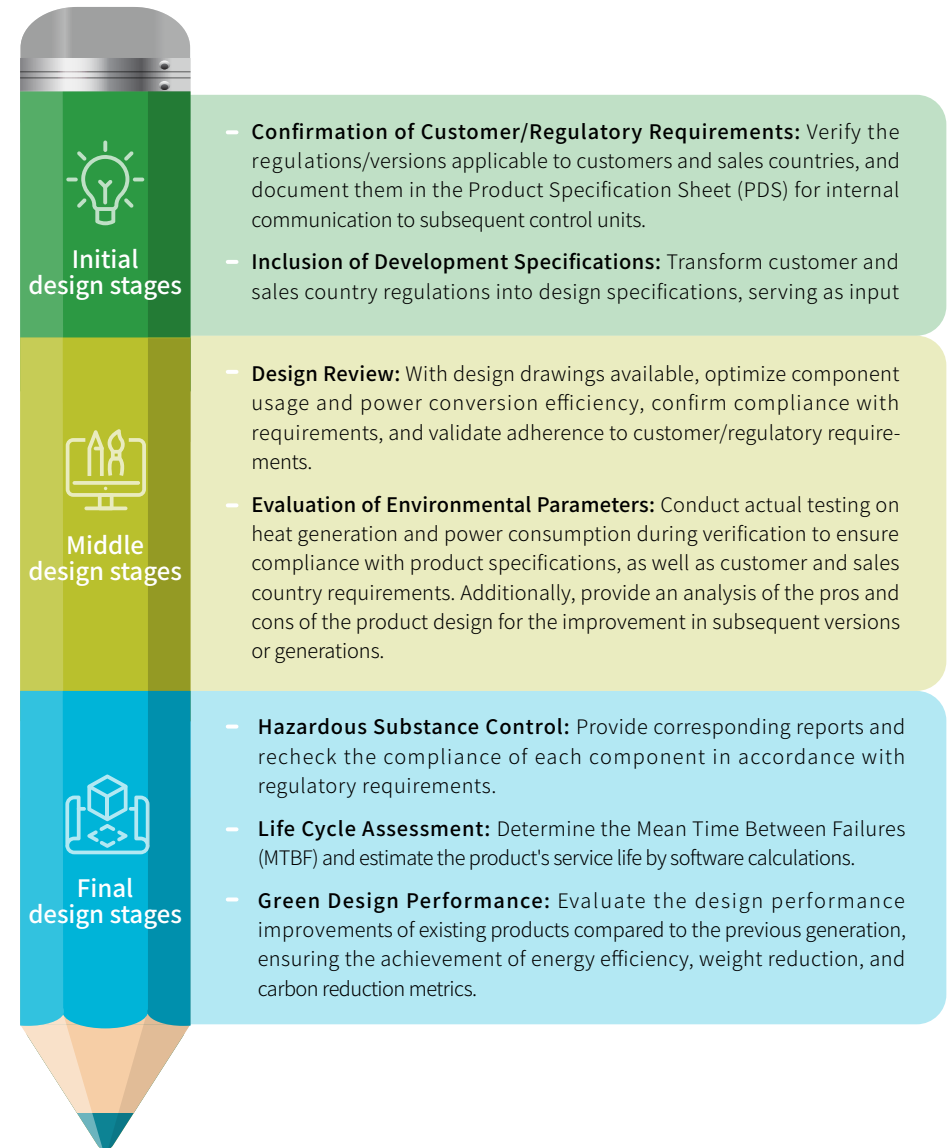 Initial
design stages
– Confirmation of Customer/Regulatory Requirements: Verify the
regulations/versions applicable to customers and sales countries, and
document them in the Product Specification Sheet (PDS) for internal
communication to subsequent control units.
– Inclusion of Development Specifications: Transform customer and
sales country regulations into design specifications, serving as input
Middle
design stages
– Design Review: With design drawings available, optimize component
usage and power conversion efficiency, confirm compliance with
requirements, and validate adherence to customer/regulatory require-
ments.
– Evaluation of Environmental Parameters: Conduct actual testing on
heat generation and power consumption during verification to ensure
compliance with product specifications, as well as customer and sales
country requirements. Additionally, provide an analysis of the pros and
cons of the product design for the improvement in subsequent versions
or generations.
Final
design stages
– Hazardous Substance Control: Provide corresponding reports and
recheck the compliance of each component in accordance with
regulatory requirements.
– Life Cycle Assessment: Determine the Mean Time Between Failures
(MTBF) and estimate the product's service life by software calculations.
– Green Design Performance: Evaluate the design performance
improvements of existing products compared to the previous generation,
ensuring the achievement of energy efficiency, weight reduction, and
carbon reduction metrics.